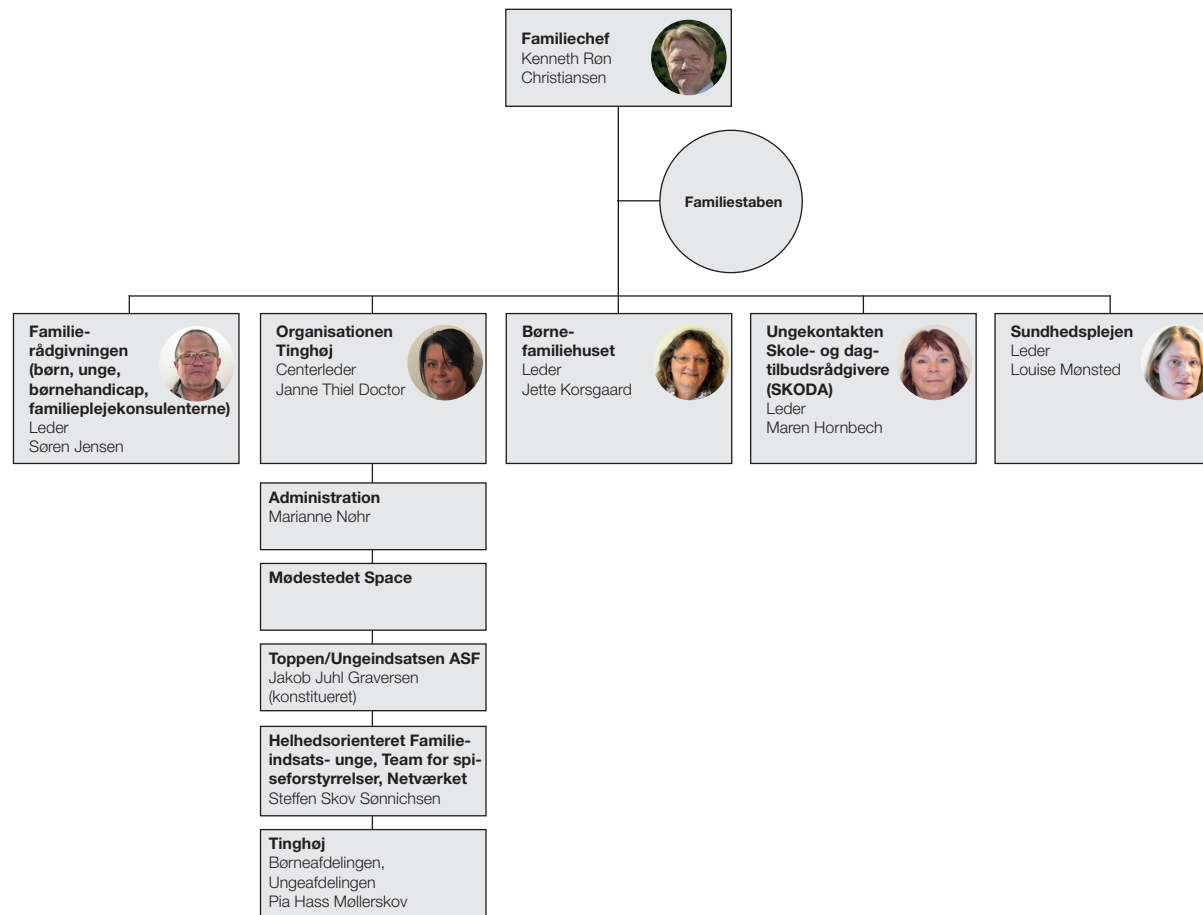 Familiechef
Kenneth Røn
Christiansen
Familiestaben
Familie-
rådgivningen
(børn, unge,
børnehandicap,
familieplejekonsulenterne)
Leder
Søren Jensen
Organisationen
Tinghøj
Centerleder
Janne Thiel Doctor
Børne-
familiehuset
Leder
Jette Korsgaard
Ungekontakten
Skole- og dag-
tilbudsrådgivere
(SKODA)
Leder
Maren Hornbech
Sundhedsplejen
Leder
Louise Mønsted
Administration
Marianne Nøhr
Mødestedet Space
Toppen/Ungeindsatsen ASF
Jakob Juhl Graversen
(konstitueret)
Helhedsorienteret Familie-
indsats- unge, Team for spi-
seforstyrrelser, Netværket
Steffen Skov Sønnichsen
Tinghøj
Børneafdelingen,
Ungeafdelingen
Pia Hass Møllerskov